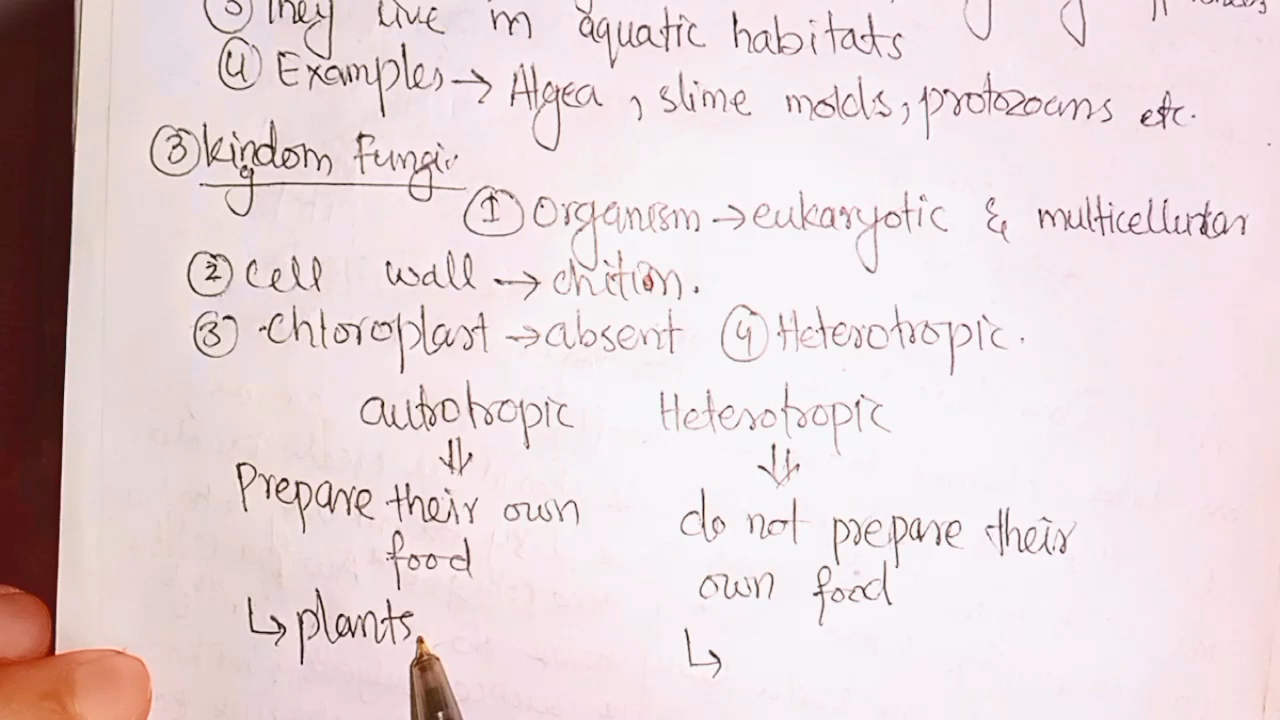 ③ They live in aquatic habitats
④ Examples → Algea, slime molds, protozoans etc.
③ kingdom Fungi.
① Organism → eukaryotic & multicellular
② Cell wall → chition.
③ Chloroplast → absent ④ Heterotropic.
autotropic Heterotropic
⇓ ⇓
Prepare their own do not prepare their
food own food
↳ plants ↳